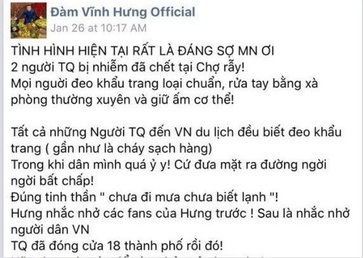 Đàm Vĩnh Hưng Official
Jan 26 at 10:17 AM
TÌNH HÌNH HIỆN TẠI RẤT LÀ ĐÁNG SỢ MN ƠI
2 người TQ bị nhiễm đã chết tại Chợ rẫy!
Mọi nguời đeo khẩu trang loại chuẩn, rửa tay bằng xà
phòng thường xuyên và giữ ấm cơ thể!
Tất cả những Người TQ đến VN du lịch đều biết đeo khẩu
trang ( gần như là cháy sạch hàng)
Trong khi dân mình quá ý y! Cứ đưa mặt ra đường ngời
ngời bất chấp!
Đúng tinh thần " chưa đi mưa chưa biết lạnh "!
Hưng nhắc nhở các fans của Hưng trước ! Sau là nhắc nhở
người dân VN
TQ đã đóng cửa 18 thành phố rồi đó!